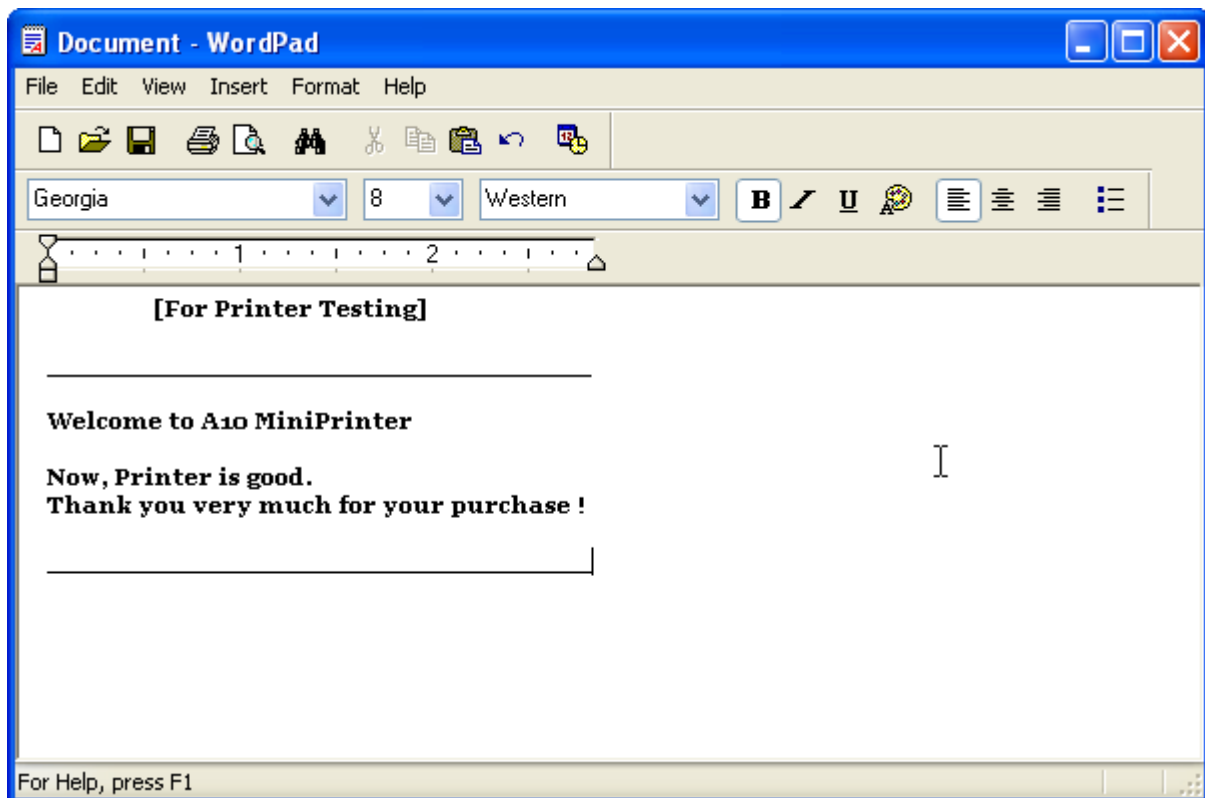 Document - WordPad
File Edit View Insert Format Help
Georgia 8 Western B U
1 2
[For Printer Testing]
Welcome to A10 MiniPrinter
Now, Printer is good.
Thank you very much for your purchase !
For Help, press F1